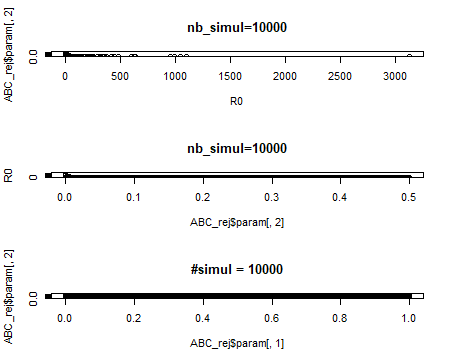 nb_simul=10000
ABC_rej$param[, 2]
0.0
0 500 1000 1500 2000 2500 3000
R0
nb_simul=10000
R0
0
0.0 0.1 0.2 0.3 0.4 0.5
ABC_rej$param[, 2]
#simul = 10000
ABC_rej$param[, 2]
0.0
0.0 0.2 0.4 0.6 0.8 1.0
ABC_rej$param[, 1]